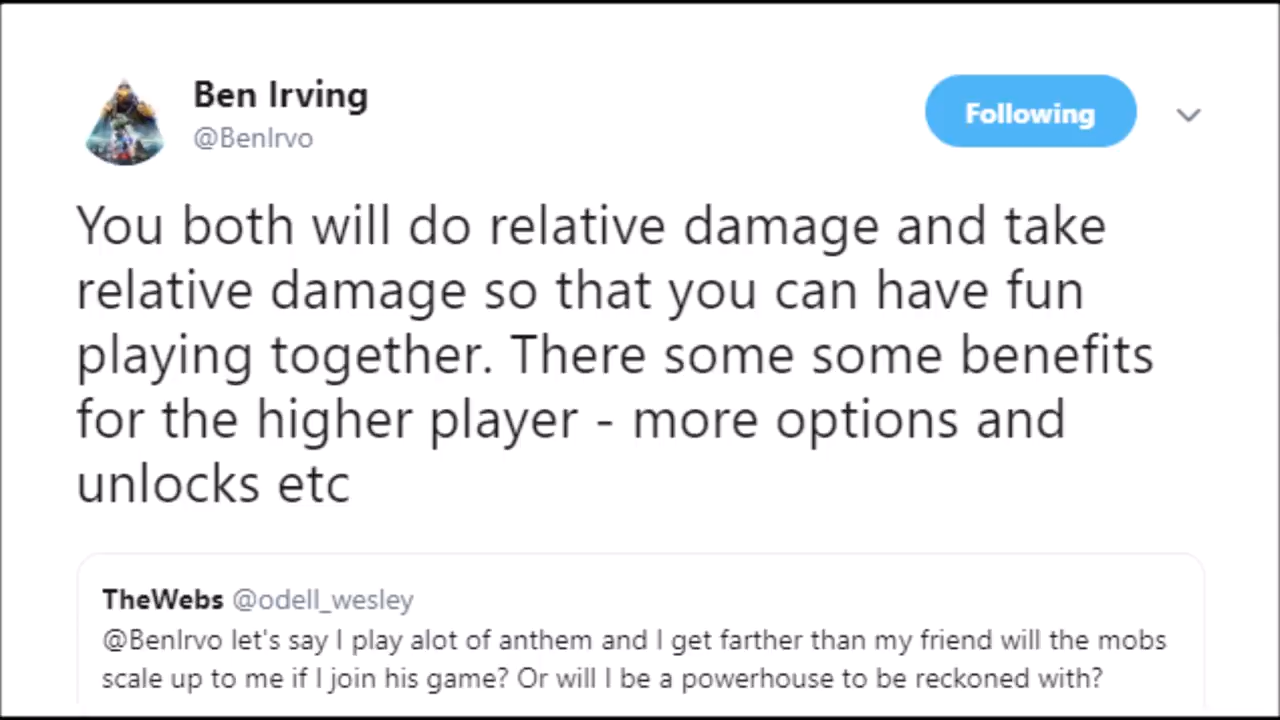 Ben Irving
@BenIrvo
Following
You both will do relative damage and take
relative damage so that you can have fun
playing together. There some some benefits
for the higher player - more options and
unlocks etc
TheWebs @odell_wesley
@BenIrvo let's say I play alot of anthem and I get farther than my friend will the mobs
scale up to me if I join his game? Or will I be a powerhouse to be reckoned with?